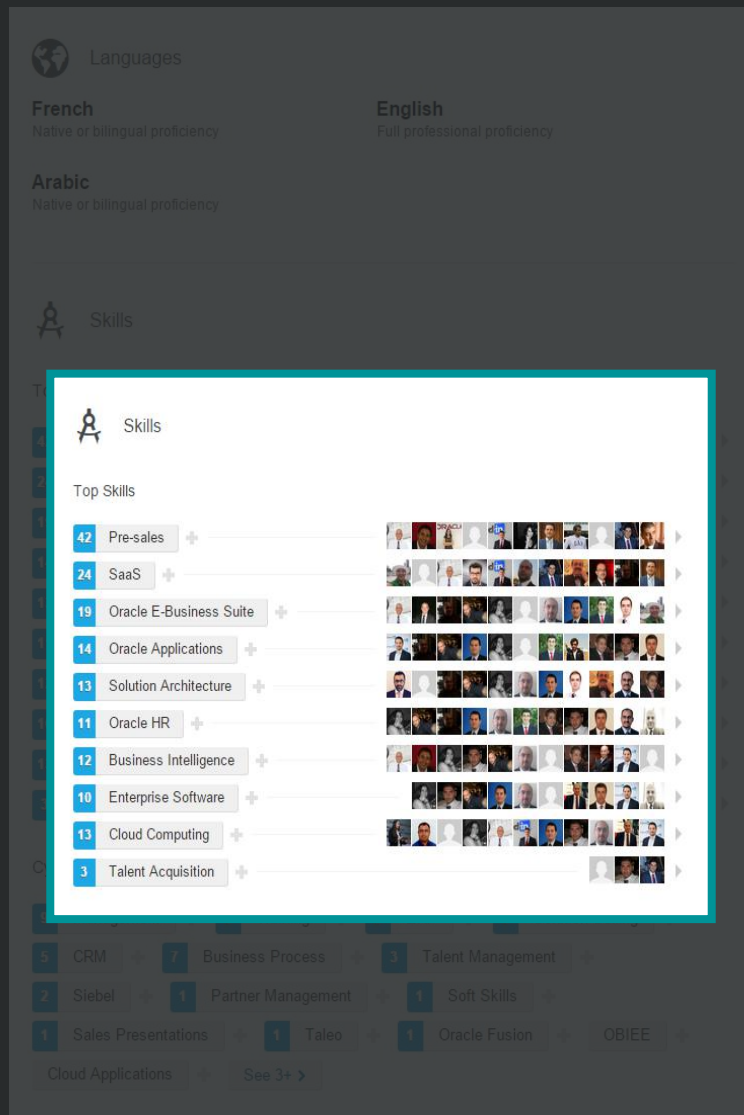 Languages
French
English
Native or bilingual proficiency
Full professional proficiency
Arabic
Native or bilingual proficiency
Skills
Skills
Top Skills
42 Pre-sales
24 SaaS
19 Oracle E-Business Suite
14 Oracle Applications
13 Solution Architecture
11 Oracle HR
12 Business Intelligence
10 Enterprise Software
13 Cloud Computing
3 Talent Acquisition
5 CRM 7 Business Process 3 Talent Management
2 Siebel 1 Partner Management 1 Soft Skills
1 Sales Presentations 1 Taleo 1 Oracle Fusion OBIEE
Cloud Applications See 3+